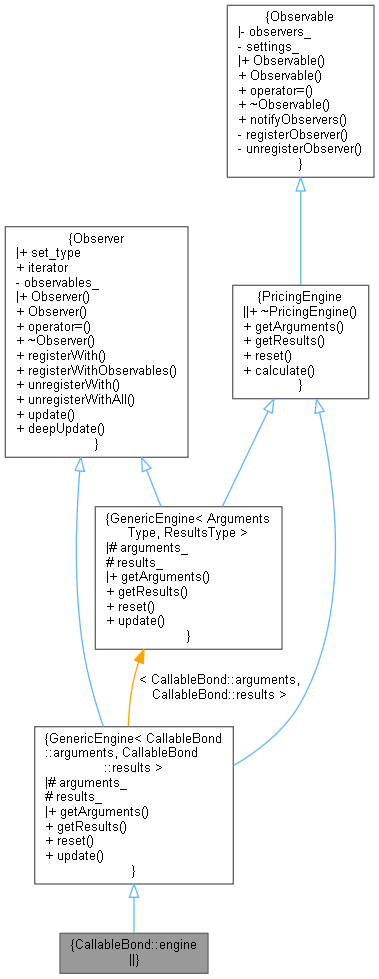 {Observable
|- observers_
- settings_
|+ Observable()
+ Observable()
+ operator=()
+ ~Observable()
+ notifyObservers()
- registerObserver()
- unregisterObserver()
}
{Observer
|+ set_type
+ iterator
- observables_
|+ Observer()
+ Observer()
+ operator=()
+ ~Observer()
+ registerWith()
+ registerWithObservables()
+ unregisterWith()
+ unregisterWithAll()
+ update()
+ deepUpdate()
}
{PricingEngine
||+ ~PricingEngine()
+ getArguments()
+ getResults()
+ reset()
+ calculate()
}
{GenericEngine< Arguments
Type, ResultsType >
|# arguments_
# results_
|+ getArguments()
+ getResults()
+ reset()
+ update()
}
< CallableBond::arguments,
CallableBond::results >
{GenericEngine< CallableBond
::arguments, CallableBond
::results >
|# arguments_
# results_
|+ getArguments()
+ getResults()
+ reset()
+ update()
}
{CallableBond::engine
||}